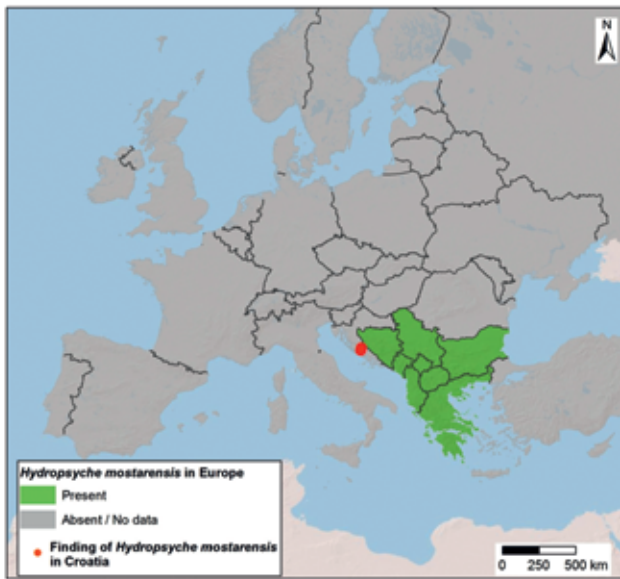 N
Hydropsyche mostarensis in Europe
Present
Absent / No data
Finding of Hydropsyche mostarensis
in Croatia
0 250 500 km